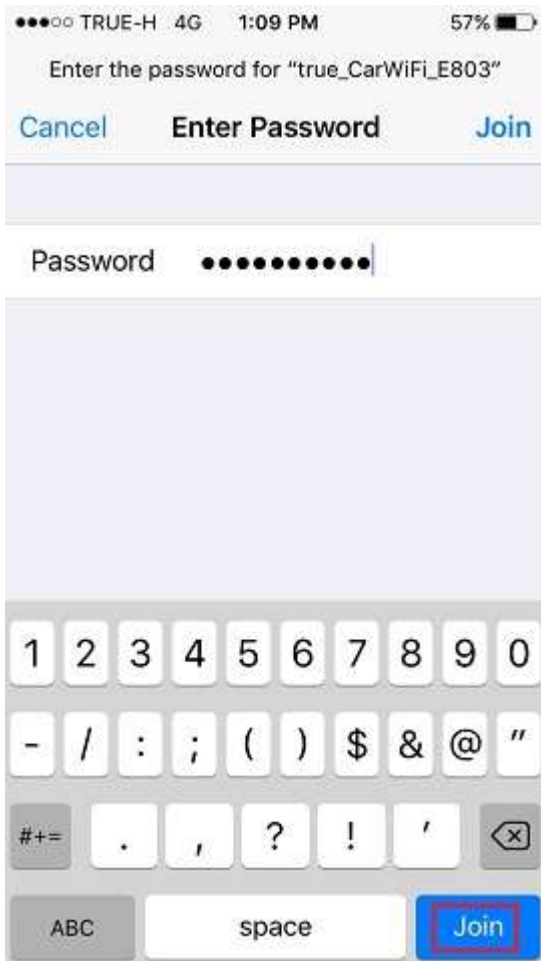 TRUE-H 4G 1:09 PM 57%
Enter the password for “true_CarWiFi_E803”
Cancel Enter Password Join
Password ••••••••••
1 2 3 4 5 6 7 8 9 0
- / : ; ( ) $ & @ "
#+= . , ? ! '
ABC space Join